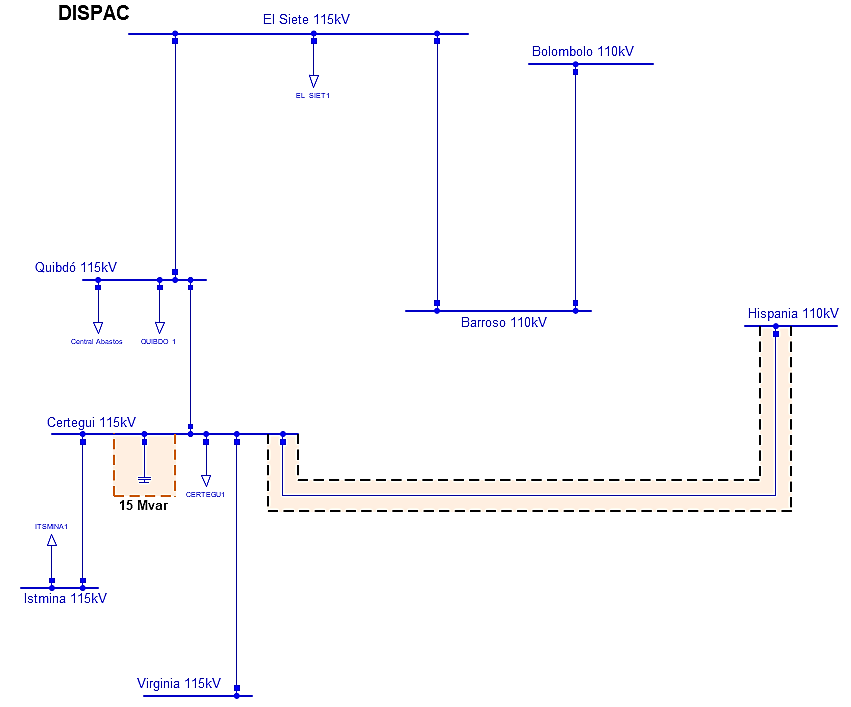 DISPAC
El Siete 115kV
Bolombolo 110kV
EL SIET1
Quibdó 115kV
Hispania 110kV
Barroso 110kV
Central Abastos
QUIBDO 1
Certegui 115kV
CERTEGU1
15 Mvar
ITSMINA1
Istmina 115kV
Virginia 115kV